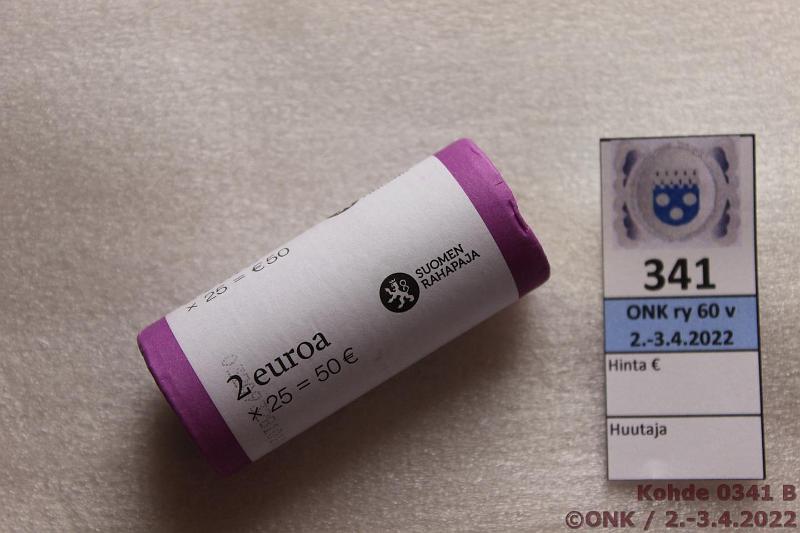 × 25 = € 50
SUOMEN
RAHAPAJA
2 euroa
× 25 = 50 €
341
ONK ry 60 v
2.-3.4.2022
Hinta €
Huutaja
Kohde 0341 B
©ONK / 2.-3.4.2022